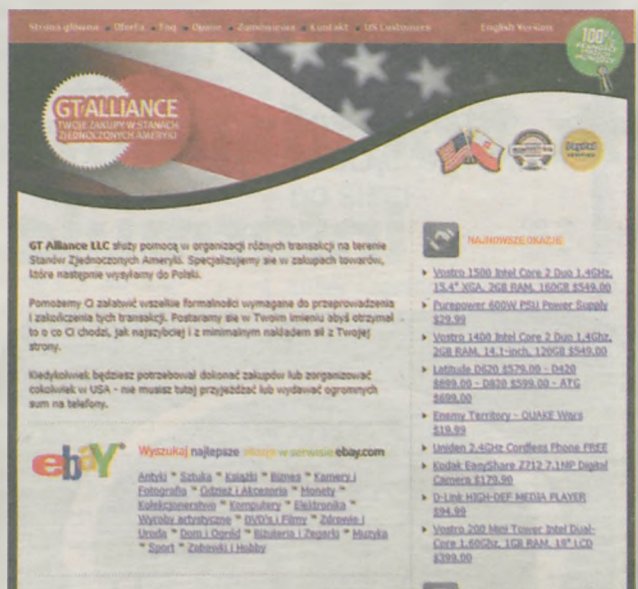 Strona główna Oferta Faq Opinie Zamówienia Kontakt US Customers English Version
100%
GT ALLIANCE
TWOJE ZAKUPY W STANACH
ZJEDNOCZONYCH AMERYKI
PayPal
GT Alliance LLC służy pomocą w organizacji różnych transakcji na terenie
Stanów Zjednoczonych Ameryki. Specjalizujemy sie w zakupach towarów,
które następnie wysyłamy do Polski.
Pomożemy Ci załatwić wszelkie formalności wymagane do przeprowadzenia
i zakończenia tych transakcji. Postaramy sie w Twoim imieniu abyś otrzymał
to o co Ci chodzi, jak najszybciej i z minimalnym nakładem sił z Twojej
strony.
Kiedykolwiek będziesz potrzebował dokonać zakupów lub zorganizować
cokolwiek w USA - nie musisz tutaj przyjeżdżać lub wydawać ogromnych
sum na telefony.
ebaY
Wyszukaj najlepsze okazje w serwisie ebay.com
Antyki ~ Sztuka ~ Książki ~ Biznes ~ Kamery i
Fotografia ~ Odzież i Akcesoria ~ Monety ~
Kolekcjonerstwo ~ Komputery ~ Elektronika ~
Wyroby artystyczne ~ DVD's i Filmy ~ Zdrowie i
Uroda ~ Dom i Ogród ~ Biżuteria i Zegarki ~ Muzyka
~ Sport ~ Zabawki i Hobby
NAJNOWSZE OKAZJE:
Vostro 1500 Intel Core 2 Duo 1.4GHz,
15.4" XGA, 2GB RAM, 160GB $549.00
Purepower 600W PSU Power Supply
$29.99
Vostro 1400 Intel Core 2 Duo 1.4Ghz,
2GB RAM, 14.1-inch, 120GB $549.00
Latitude D620 $579.00 - D420
$899.00 - D820 $599.00 - ATG
$699.00
Enemy Territory - QUAKE Wars
$19.99
Uniden 2.4GHz Cordless Phone FREE
Kodak EasyShare Z712 7.1MP Digital
Camera $179.90
D-Link HIGH-DEF MEDIA PLAYER
$94.99
Vostro 200 Mini Tower Intel Dual-
Core 1.60Ghz, 1GB RAM, 19" LCD
$399.00